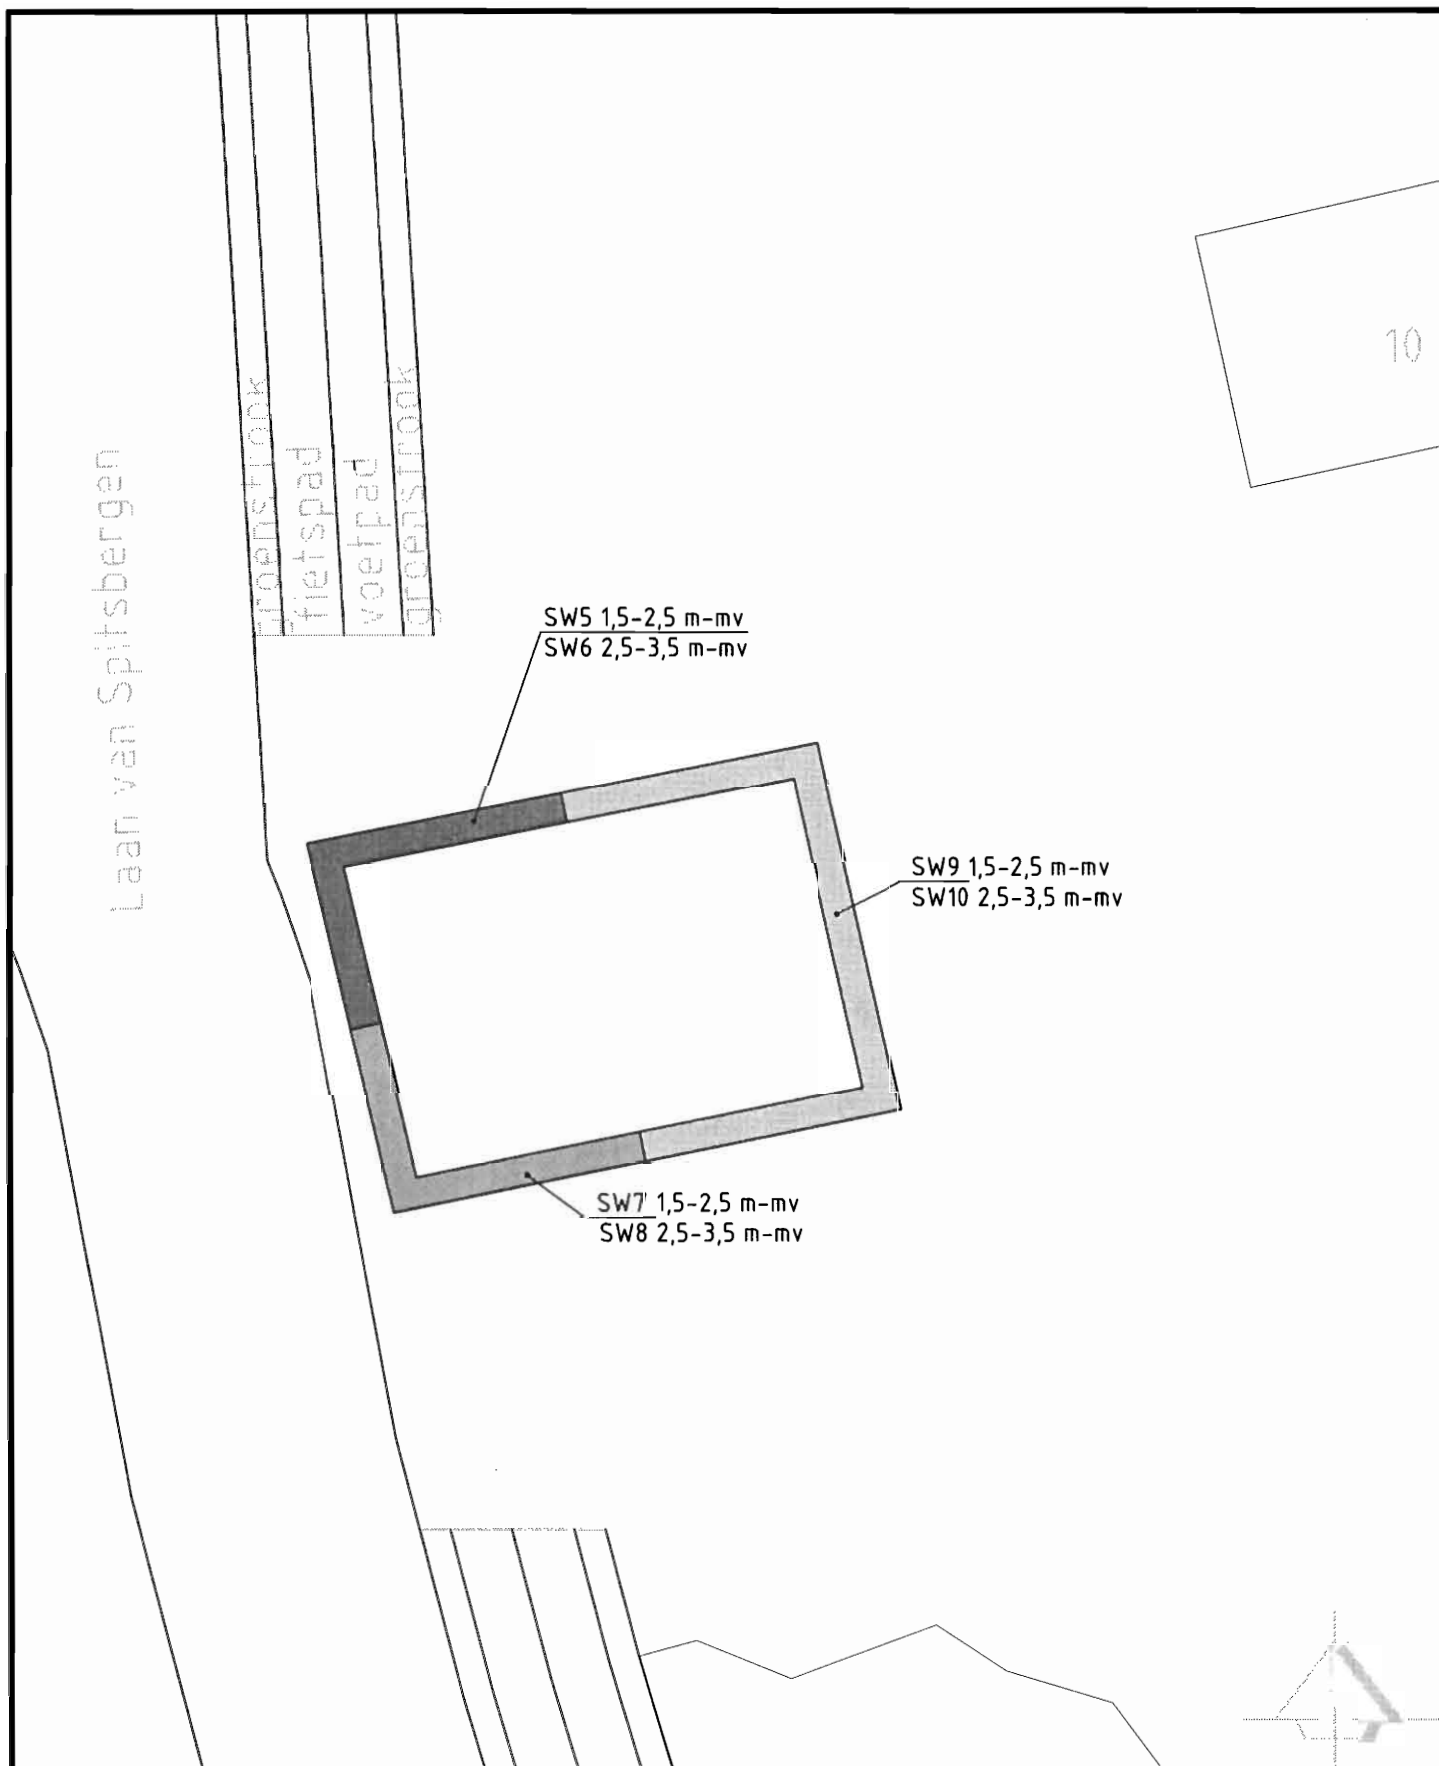 Laan van Spitsbergen
groenstrook
fietspad
voetpad
groenstrook
10
SW5 1,5-2,5 m-mv
SW6 2,5-3,5 m-mv
SW9 1,5-2,5 m-mv
SW10 2,5-3,5 m-mv
SW7 1,5-2,5 m-mv
SW8 2,5-3,5 m-mv